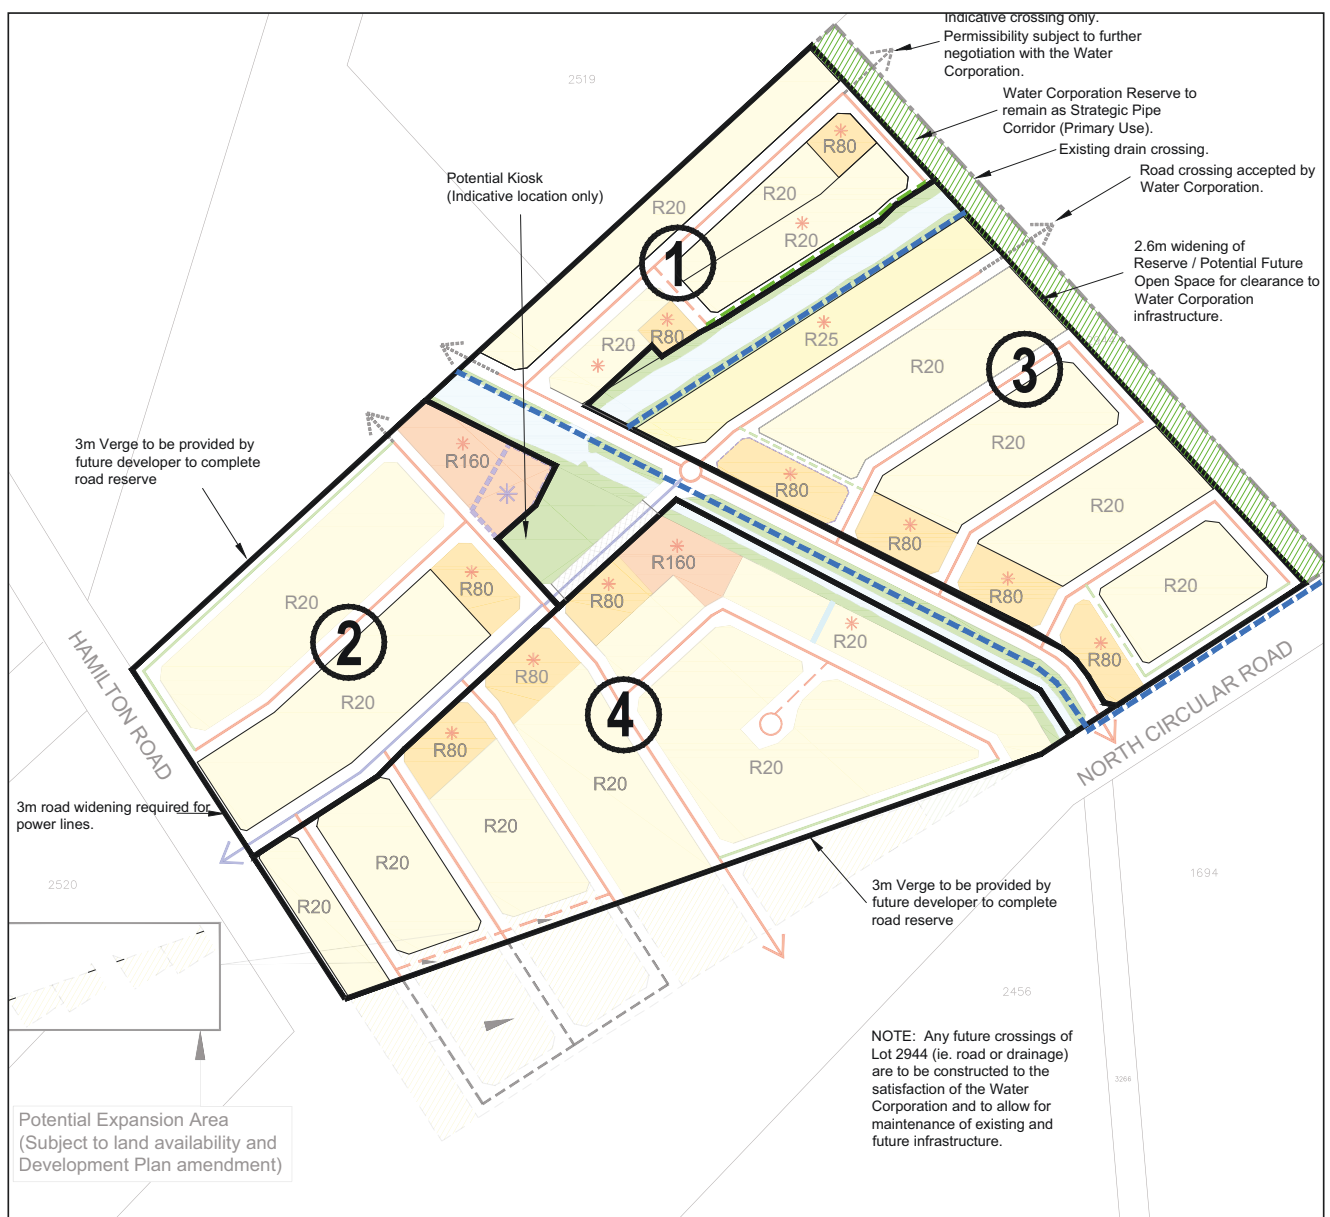 Indicative crossing only.
Permissibility subject to further
negotiation with the Water
Corporation.
2519
Water Corporation Reserve to
remain as Strategic Pipe
Corridor (Primary Use).
Existing drain crossing.
Road crossing accepted by
Water Corporation.
Potential Kiosk
(Indicative location only)
2.6m widening of
Reserve / Potential Future
Open Space for clearance to
Water Corporation
infrastructure.
R80
R20
R20
R20
1
R80
R20
R25
R20
3
R20
R20
R20
3m Verge to be provided by
future developer to complete
road reserve
R160
R80
R80
R80
R80
R160
R80
R80
R20
2
R20
R20
R80
R80
4
R20
R20
R20
R20
R20
HAMILTON ROAD
NORTH CIRCULAR ROAD
3m road widening required for
power lines.
2520
1694
3m Verge to be provided by
future developer to complete
road reserve
2456
R20
NOTE: Any future crossings of
Lot 2944 (ie. road or drainage)
are to be constructed to the
satisfaction of the Water
Corporation and to allow for
maintenance of existing and
future infrastructure.
3268
Potential Expansion Area
(Subject to land availability and
Development Plan amendment)